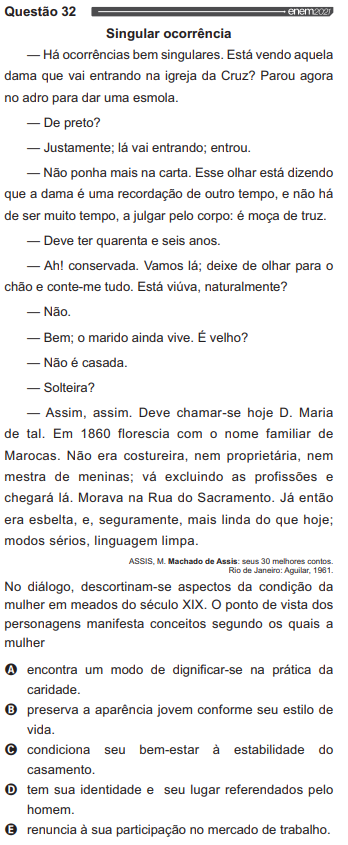 Questão 32
enem2021
Singular ocorrência
— Há ocorrências bem singulares. Está vendo aquela
dama que vai entrando na igreja da Cruz? Parou agora
no adro para dar uma esmola.
— De preto?
— Justamente; lá vai entrando; entrou.
— Não ponha mais na carta. Esse olhar está dizendo
que a dama é uma recordação de outro tempo, e não há
de ser muito tempo, a julgar pelo corpo: é moça de truz.
— Deve ter quarenta e seis anos.
— Ah! conservada. Vamos lá; deixe de olhar para o
chão e conte-me tudo. Está viúva, naturalmente?
— Não.
— Bem; o marido ainda vive. É velho?
— Não é casada.
— Solteira?
— Assim, assim. Deve chamar-se hoje D. Maria
de tal. Em 1860 florescia com o nome familiar de
Marocas. Não era costureira, nem proprietária, nem
mestra de meninas; vá excluindo as profissões e
chegará lá. Morava na Rua do Sacramento. Já então
era esbelta, e, seguramente, mais linda do que hoje;
modos sérios, linguagem limpa.
ASSIS, M. Machado de Assis: seus 30 melhores contos.
Rio de Janeiro: Aguilar, 1961.
No diálogo, descortinam-se aspectos da condição da
mulher em meados do século XIX. O ponto de vista dos
personagens manifesta conceitos segundo os quais a
mulher
A encontra um modo de dignificar-se na prática da
caridade.
B preserva a aparência jovem conforme seu estilo de
vida.
C condiciona seu bem-estar à estabilidade do
casamento.
D tem sua identidade e seu lugar referendados pelo
homem.
E renuncia à sua participação no mercado de trabalho.